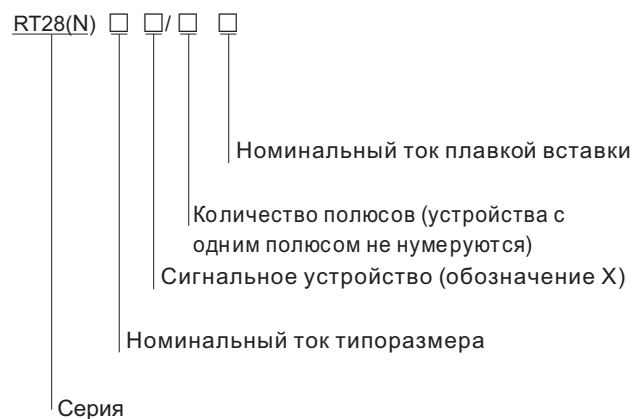 RT28(N) □ □/ □ □
Номинальный ток плавкой вставки
Количество полюсов (устройства с
одним полюсом не нумеруются)
Сигнальное устройство (обозначение X)
Номинальный ток типоразмера
Серия